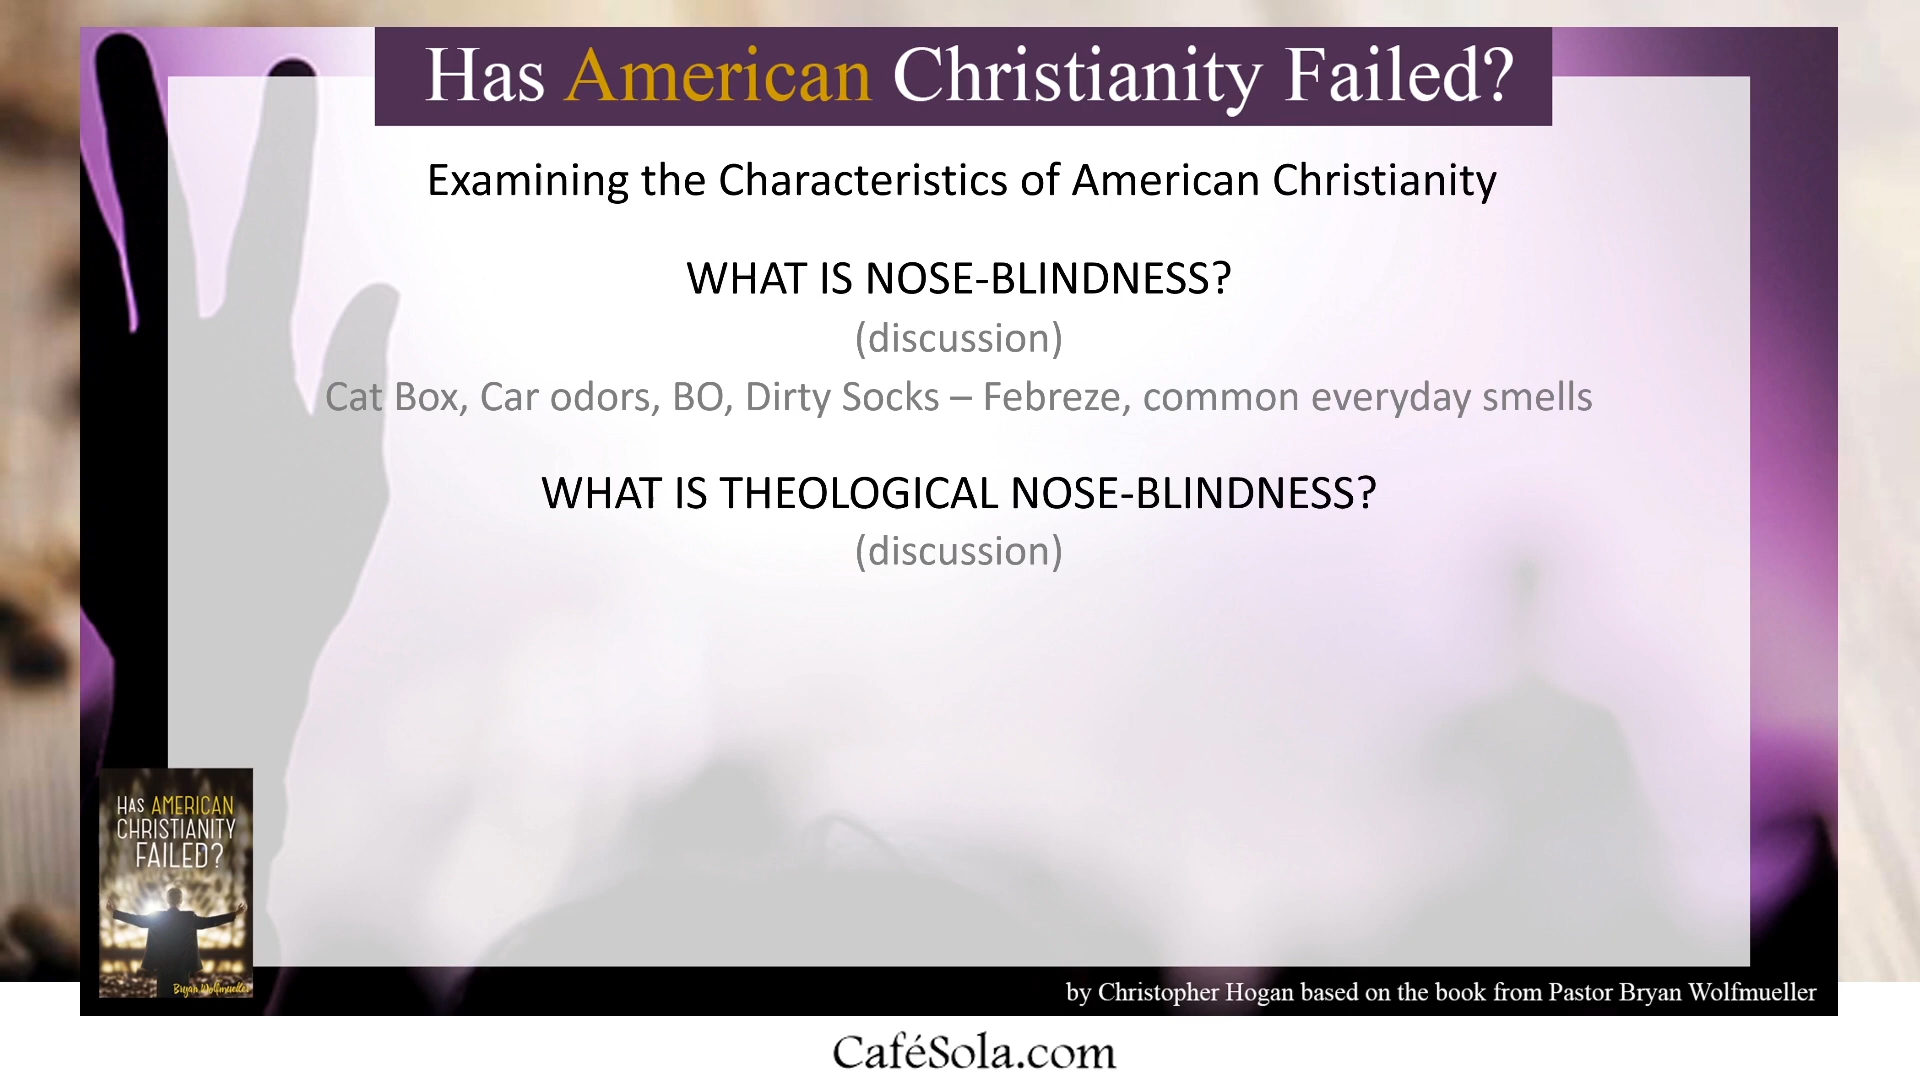 Has American Christianity Failed?
Examining the Characteristics of American Christianity
WHAT IS NOSE-BLINDNESS?
(discussion)
Cat Box, Car odors, BO, Dirty Socks – Febreze, common everyday smells
WHAT IS THEOLOGICAL NOSE-BLINDNESS?
(discussion)
HAS AMERICAN
CHRISTIANITY
FAILED?
Bryan Wolfmueller
by Christopher Hogan based on the book from Pastor Bryan Wolfmueller
CaféSola.com